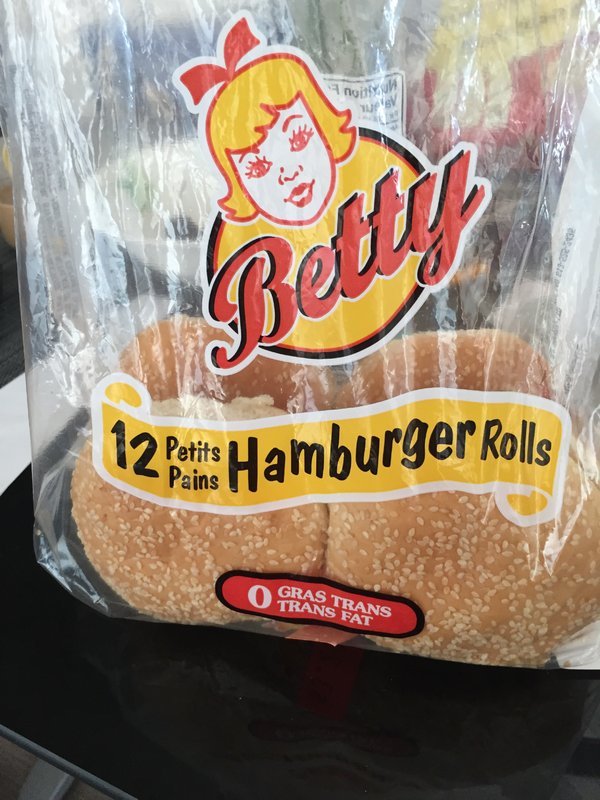 Betty
12 Petits Pains Hamburger Rolls
0 GRAS TRANS
TRANS FAT